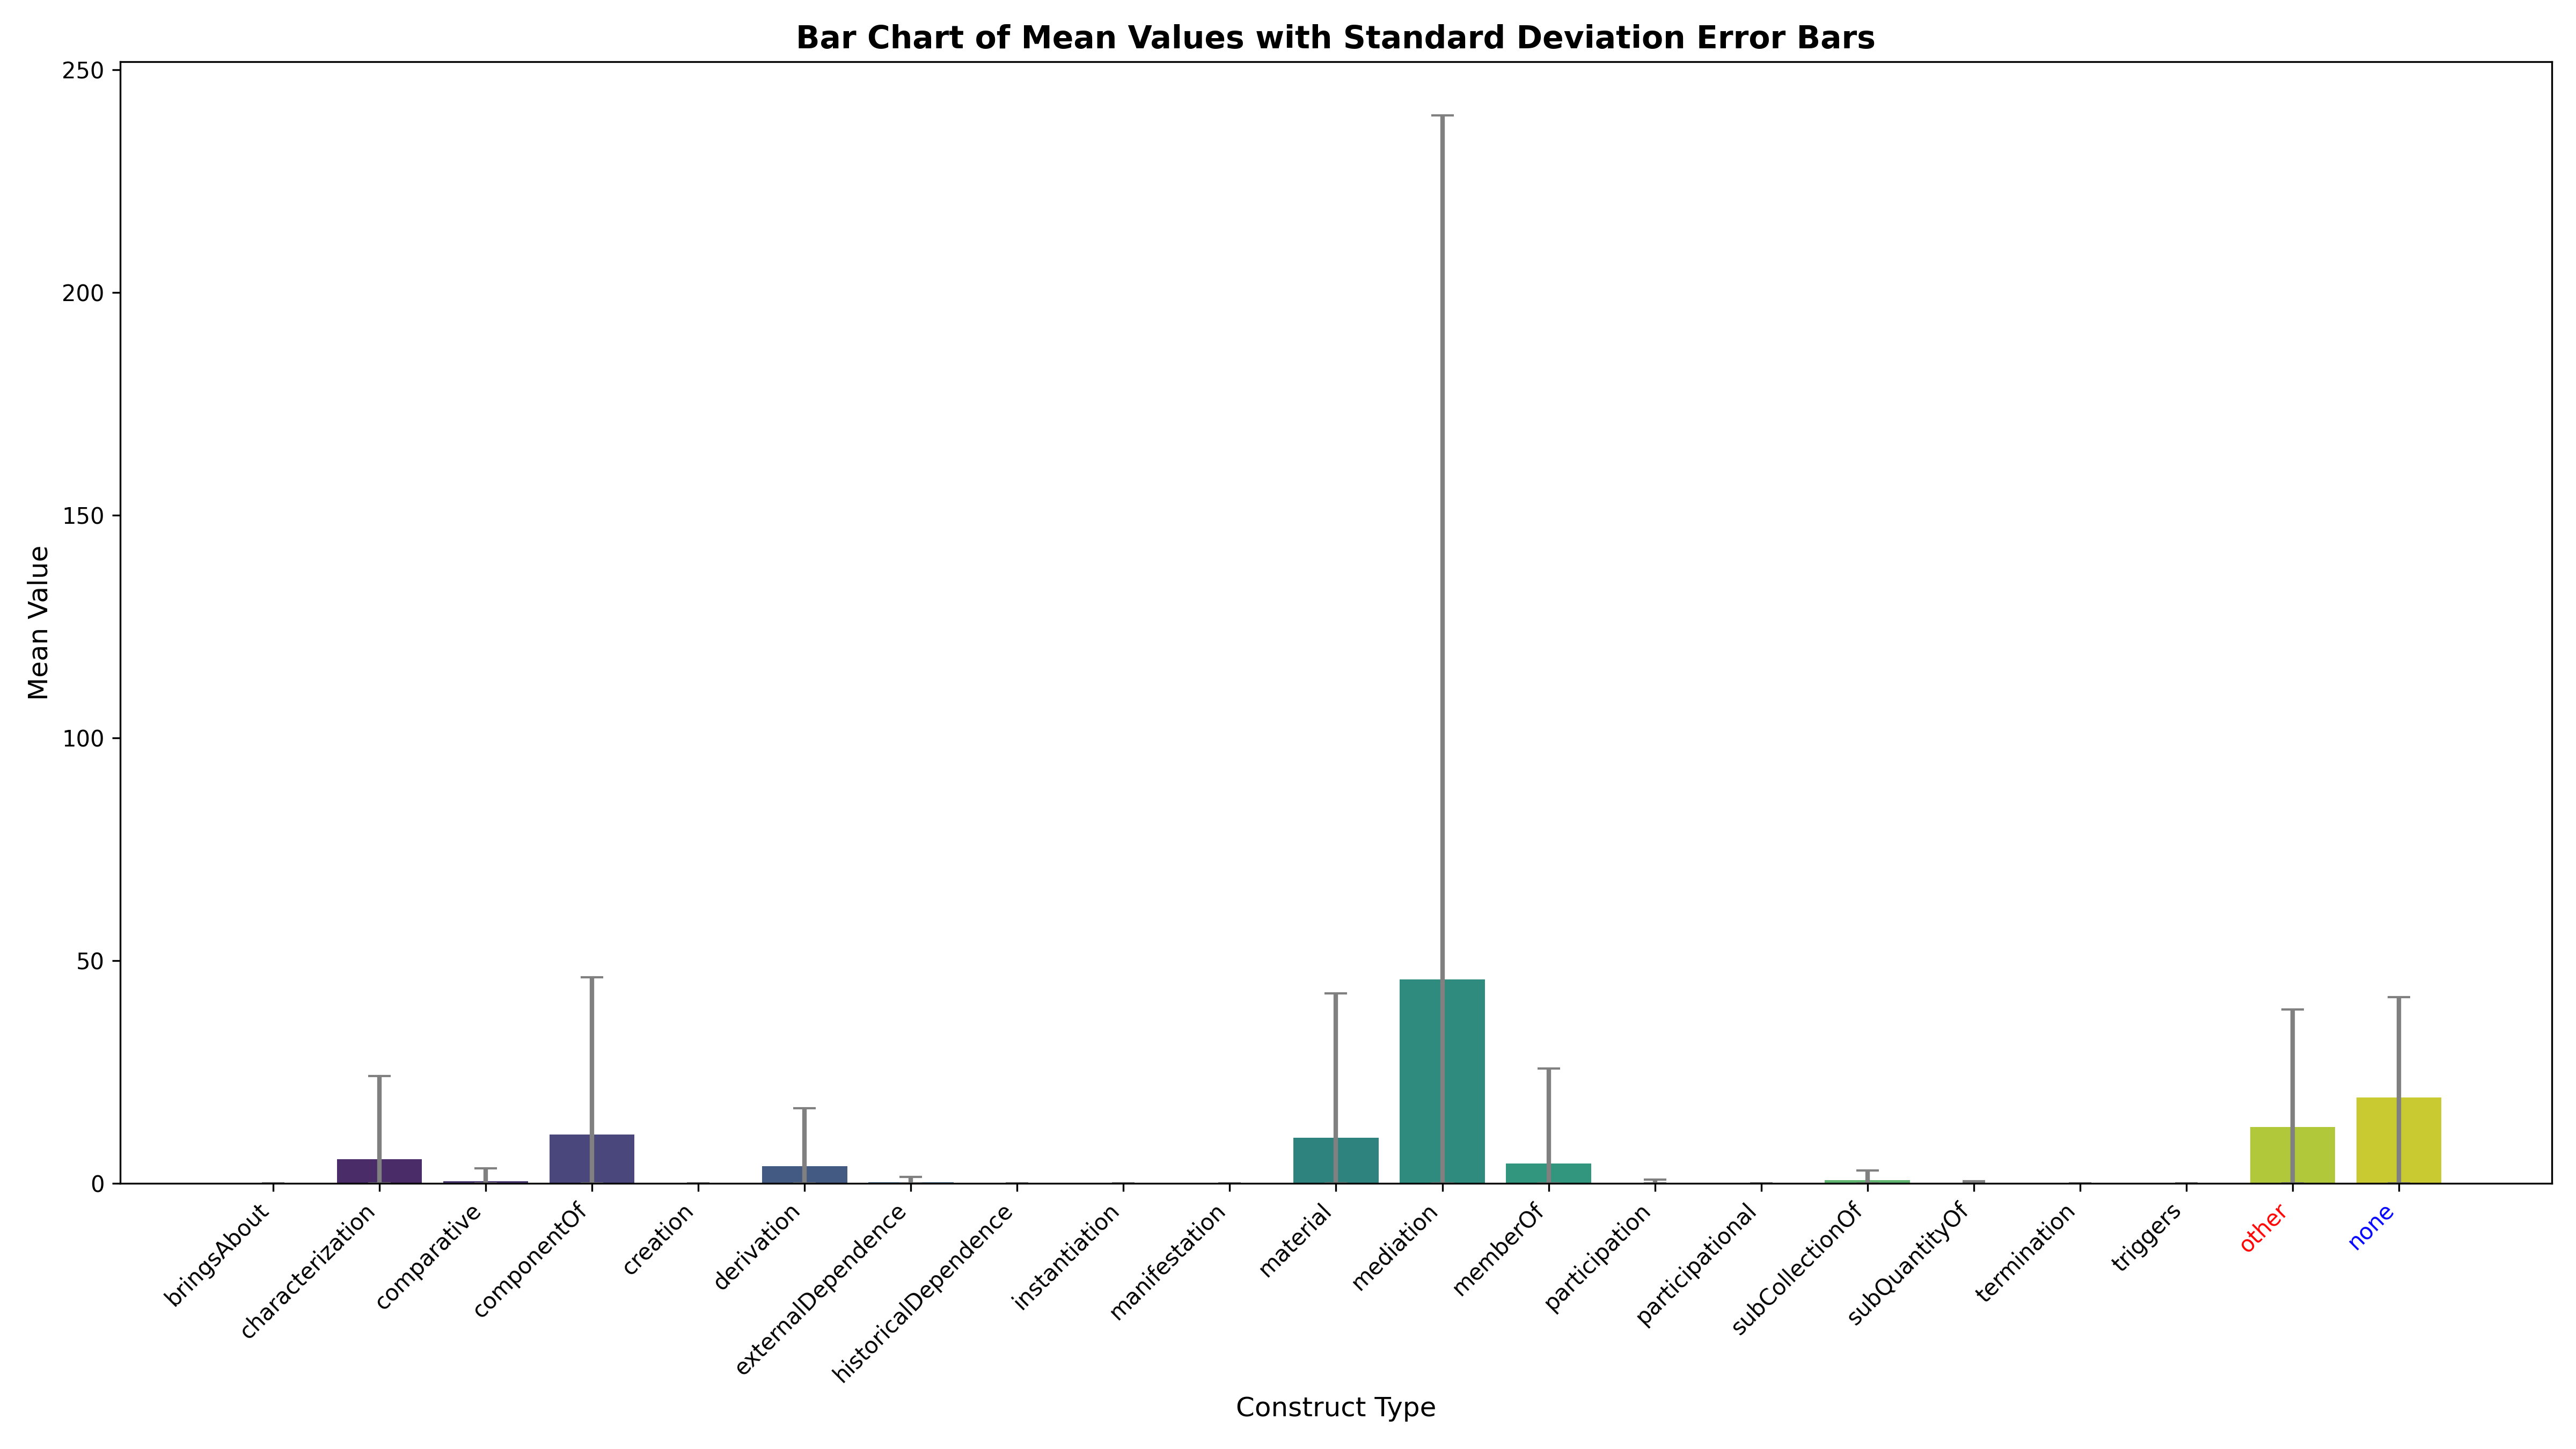 Bar Chart of Mean Values with Standard Deviation Error Bars
250
200
150
100
50
0
Mean Value
bringsAbout
characterization
comparative
componentOf
creation
derivation
externalDependence
historicalDependence
instantiation
manifestation
material
mediation
memberOf
participation
participational
subCollectionOf
subQuantityOf
termination
triggers
other
none
Construct Type